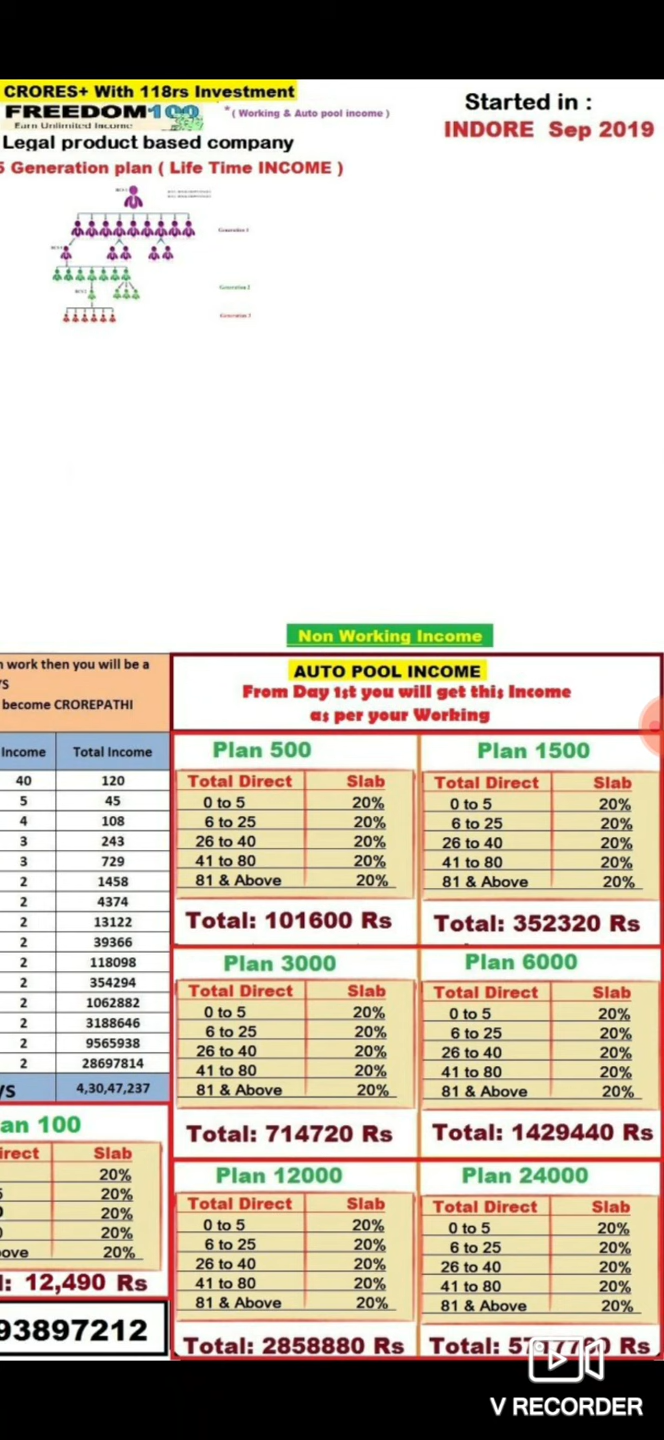 CRORES+ With 118rs Investment
FREEDOM100
Earn Unlimited Income
*( Working & Auto pool income )
Started in :
INDORE Sep 2019
Legal product based company
5 Generation plan ( Life Time INCOME )
Generation 1
Generation 2
Generation 3
Non Working Income
work then you will be a
become CROREPATHI
Income Total Income
40 120
5 45
4 108
3 243
3 729
2 1458
2 4374
2 13122
2 39366
2 118098
2 354294
2 1062882
2 3188646
2 9565938
2 28697814
4,30,47,237
an 100
irect Slab
20%
20%
20%
20%
ove 20%
l: 12,490 Rs
93897212
AUTO POOL INCOME
From Day 1st you will get this Income
as per your Working
Plan 500
Total Direct Slab
0 to 5 20%
6 to 25 20%
26 to 40 20%
41 to 80 20%
81 & Above 20%
Total: 101600 Rs
Plan 1500
Total Direct Slab
0 to 5 20%
6 to 25 20%
26 to 40 20%
41 to 80 20%
81 & Above 20%
Total: 352320 Rs
Plan 3000
Total Direct Slab
0 to 5 20%
6 to 25 20%
26 to 40 20%
41 to 80 20%
81 & Above 20%
Total: 714720 Rs
Plan 6000
Total Direct Slab
0 to 5 20%
6 to 25 20%
26 to 40 20%
41 to 80 20%
81 & Above 20%
Total: 1429440 Rs
Plan 12000
Total Direct Slab
0 to 5 20%
6 to 25 20%
26 to 40 20%
41 to 80 20%
81 & Above 20%
Total: 2858880 Rs
Plan 24000
Total Direct Slab
0 to 5 20%
6 to 25 20%
26 to 40 20%
41 to 80 20%
81 & Above 20%
Total: Rs
V RECORDER